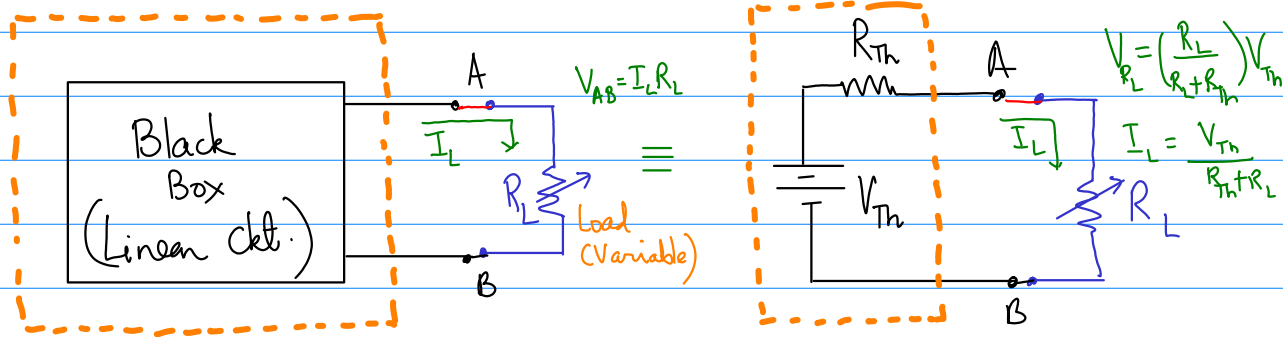 Black
Box
(Linear Ckt.)
A
I_L
V_AB = I_L R_L
R_L
Load
(Variable)
B
≡
R_Th
V_Th
A
I_L
R_L
B
V_R_L = (R_L / (R_L + R_Th)) V_Th
I_L = V_Th / (R_Th + R_L)